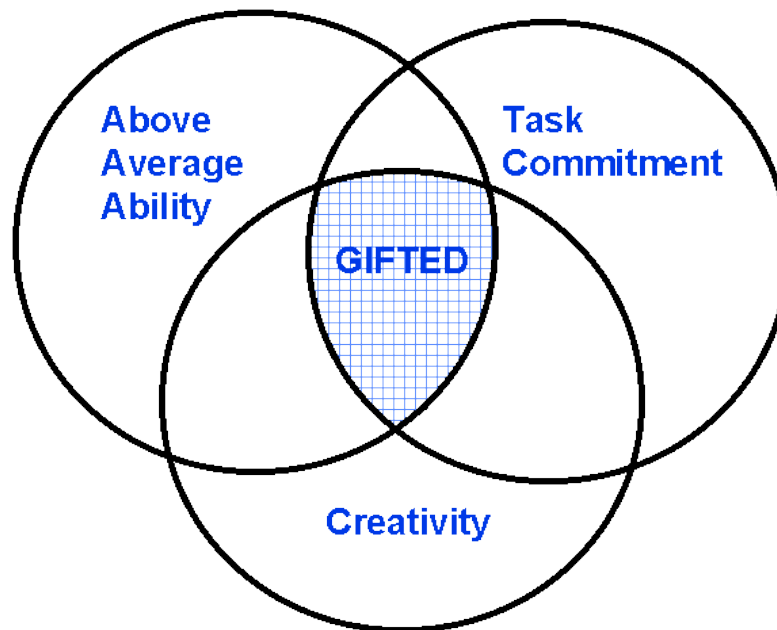 Above
Average
Ability
Task
Commitment
GIFTED
Creativity